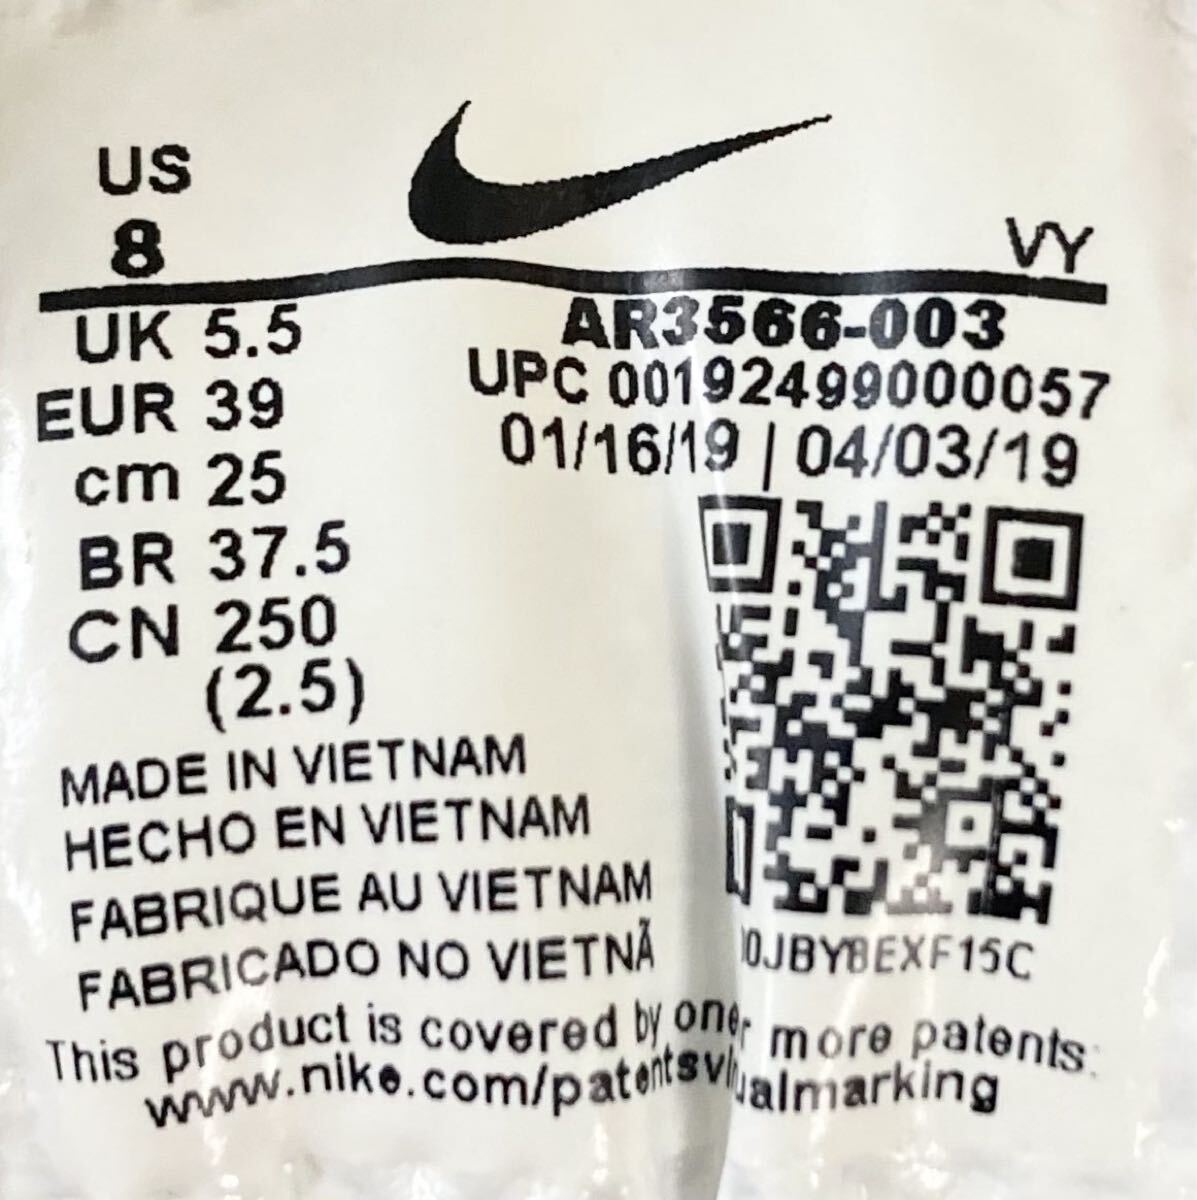 US
8
VY
UK 5.5
EUR 39
cm 25
BR 37.5
CN 250
(2.5)
AR3566-003
UPC 00192499000057
01/16/19 | 04/03/19
0JBYBEXF15C
MADE IN VIETNAM
HECHO EN VIETNAM
FABRIQUE AU VIETNAM
FABRICADO NO VIETNÃ
This product is covered by one more patents:
www.nike.com/patentsvirtualmarking